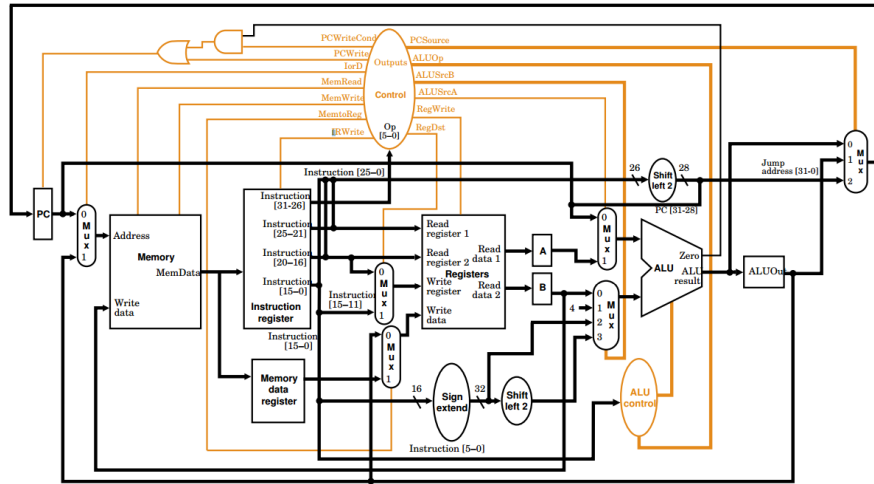 PCWriteCond
PCWrite
IorD
MemRead
MemWrite
MemtoReg
IRWrite
Outputs
Control
Op
[5–0]
PCSource
ALUOp
ALUSrcB
ALUSrcA
RegWrite
RegDst
PC
0
M
u
x
1
Address
Memory
MemData
Write
data
Instruction [25–0]
Instruction
[31-26]
Instruction
[25–21]
Instruction
[20–16]
Instruction
[15–0]
Instruction
register
Instruction
[15–11]
Instruction
[15–0]
Memory
data
register
0
M
u
x
1
0
M
u
x
1
Read
register 1
Read
register 2
Registers
Write
register
Write
data
Read
data 1
Read
data 2
A
B
16
Sign
extend
32
Shift
left 2
Instruction [5–0]
26
Shift
left 2
28
PC [31-28]
Jump
address [31-0]
0
M
u
x
1
4
0
1
2
3
M
u
x
Zero
ALU
ALU
result
ALUOut
ALU
control
0
1
2
M
u
x